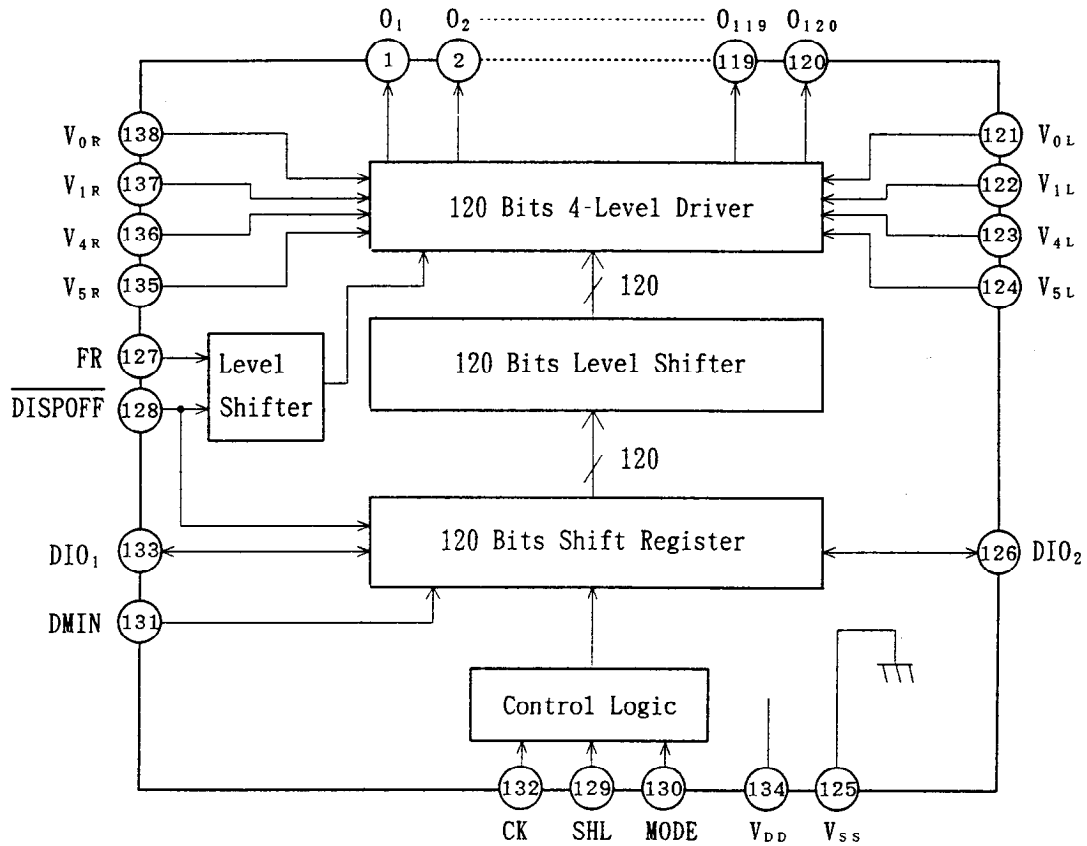 O₁ O₂ O₁₁₉ O₁₂₀
1 2 119 120
V₀R 138 121 V₀L
V₁R 137 122 V₁L
120 Bits 4-Level Driver
V₄R 136 123 V₄L
V₅R 135 124 V₅L
120
FR 127
Level
Shifter
120 Bits Level Shifter
DISPOFF 128
120
DIO₁ 133
120 Bits Shift Register
126 DIO₂
DMIN 131
Control Logic
132 129 130 134 125
CK SHL MODE VDD VSS